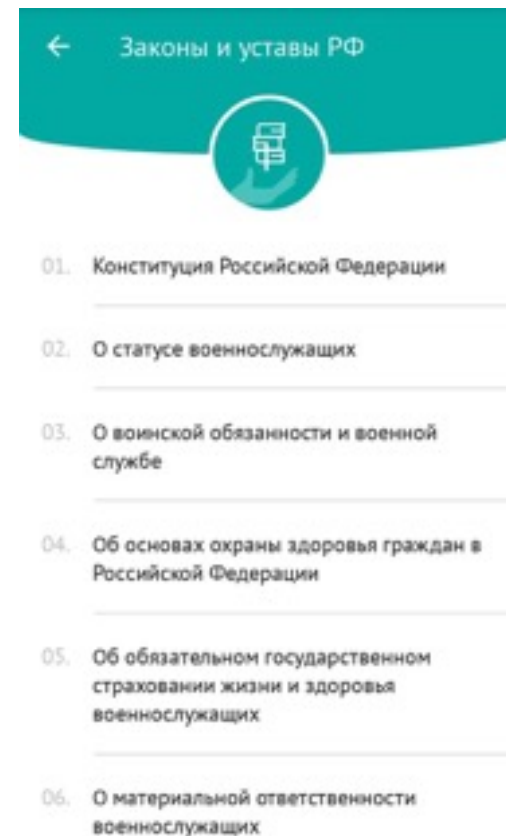 Законы и уставы РФ
01. Конституция Российской Федерации
02. О статусе военнослужащих
03. О воинской обязанности и военной
службе
04. Об основах охраны здоровья граждан в
Российской Федерации
05. Об обязательном государственном
страховании жизни и здоровья
военнослужащих
06. О материальной ответственности
военнослужащих